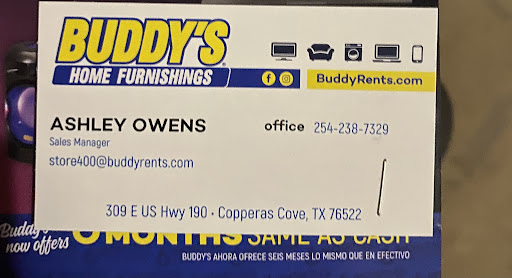 BUDDY'S
HOME FURNISHINGS
BuddyRents.com
ASHLEY OWENS
Sales Manager
store400@buddyrents.com
office 254-238-7329
309 E US Hwy 190 • Copperas Cove, TX 76522
now offers
6 MONTHS SAME AS CASH
BUDDY'S AHORA OFRECE SEIS MESES LO MISMO QUE EN EFECTIVO